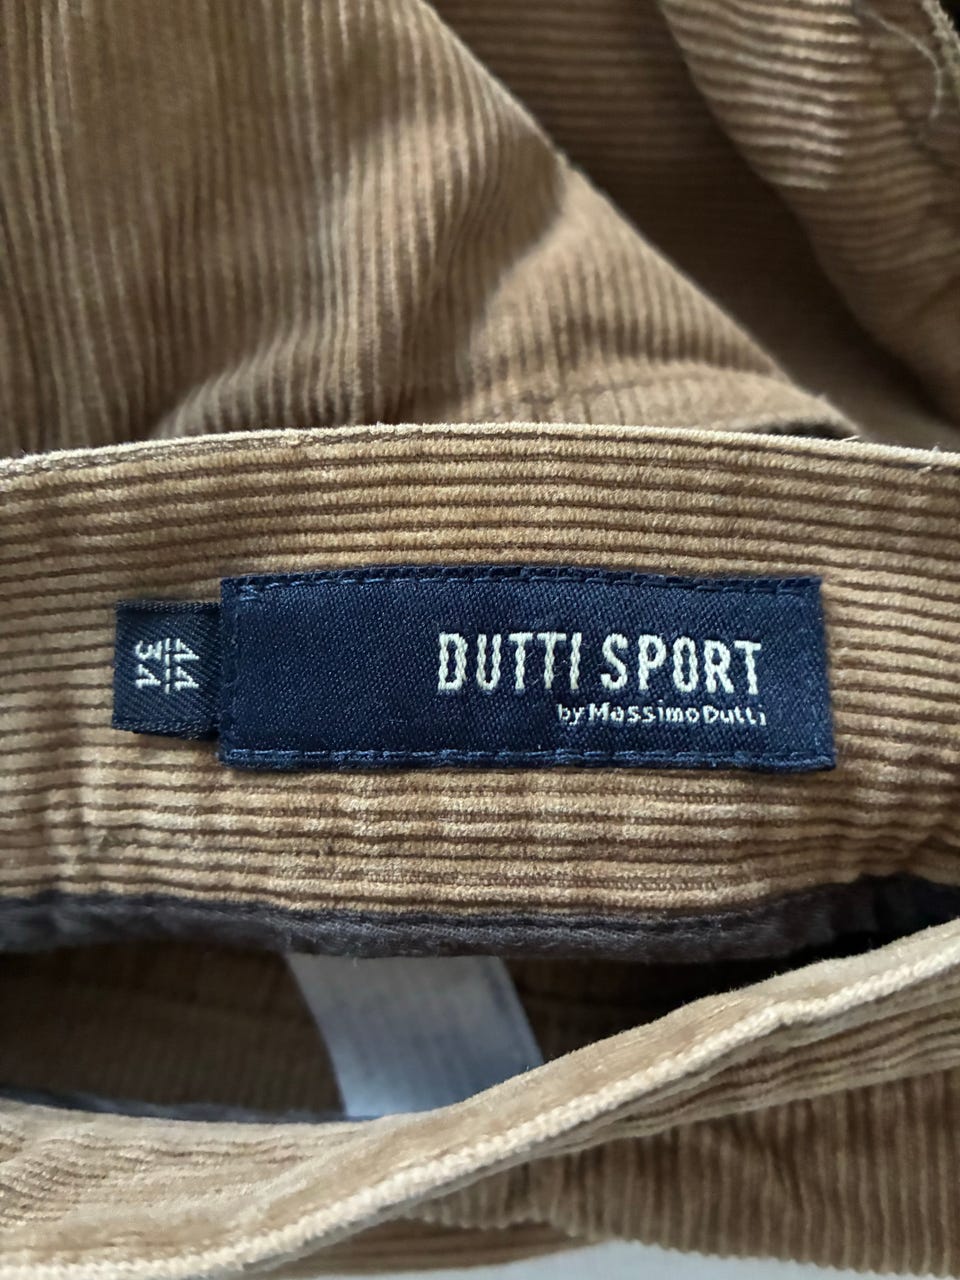 44
34
DUTTI SPORT
by Massimo Dutti